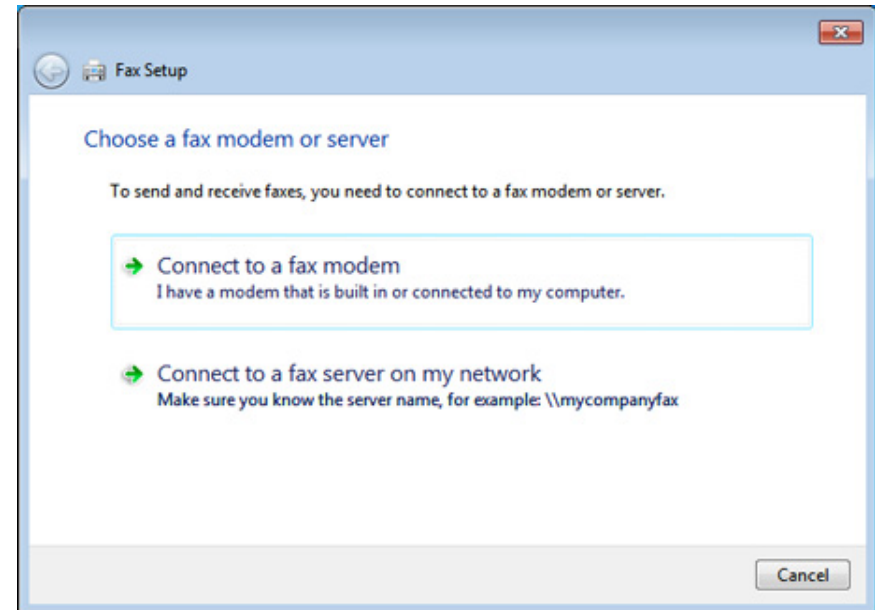 Fax Setup
Choose a fax modem or server
To send and receive faxes, you need to connect to a fax modem or server.
Connect to a fax modem
I have a modem that is built in or connected to my computer.
Connect to a fax server on my network
Make sure you know the server name, for example: \\mycompanyfax
Cancel